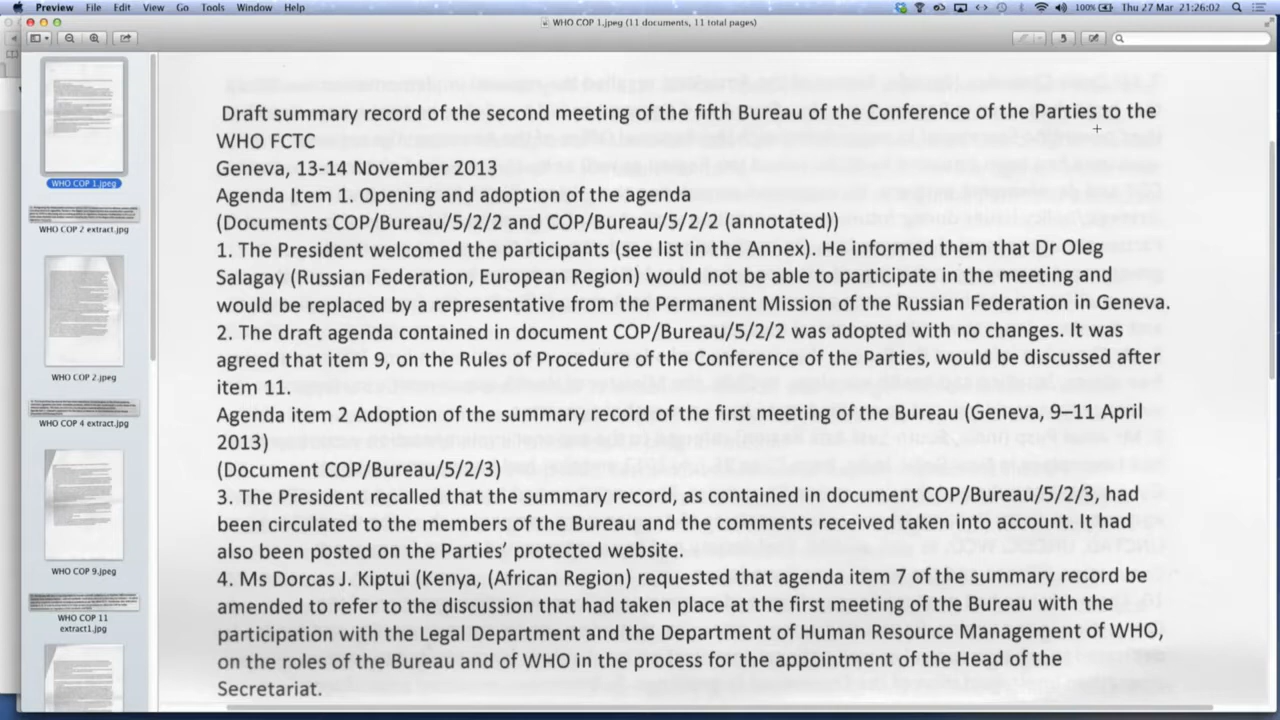 Preview File Edit View Go Tools Window Help
100% Thu 27 Mar 21:26:02
WHO COP 1.jpeg (11 documents, 11 total pages)
Draft summary record of the second meeting of the fifth Bureau of the Conference of the Parties to the
WHO FCTC
Geneva, 13-14 November 2013
Agenda Item 1. Opening and adoption of the agenda
(Documents COP/Bureau/5/2/2 and COP/Bureau/5/2/2 (annotated))
1. The President welcomed the participants (see list in the Annex). He informed them that Dr Oleg
Salagay (Russian Federation, European Region) would not be able to participate in the meeting and
would be replaced by a representative from the Permanent Mission of the Russian Federation in Geneva.
2. The draft agenda contained in document COP/Bureau/5/2/2 was adopted with no changes. It was
agreed that item 9, on the Rules of Procedure of the Conference of the Parties, would be discussed after
item 11.
Agenda item 2 Adoption of the summary record of the first meeting of the Bureau (Geneva, 9–11 April
2013)
(Document COP/Bureau/5/2/3)
3. The President recalled that the summary record, as contained in document COP/Bureau/5/2/3, had
been circulated to the members of the Bureau and the comments received taken into account. It had
also been posted on the Parties’ protected website.
4. Ms Dorcas J. Kiptui (Kenya, (African Region) requested that agenda item 7 of the summary record be
amended to refer to the discussion that had taken place at the first meeting of the Bureau with the
participation with the Legal Department and the Department of Human Resource Management of WHO,
on the roles of the Bureau and of WHO in the process for the appointment of the Head of the
Secretariat.
WHO COP 1.jpeg
WHO COP 2 extract.jpg
WHO COP 2.jpeg
WHO COP 4 extract.jpg
WHO COP 9.jpeg
WHO COP 11
extract1.jpg